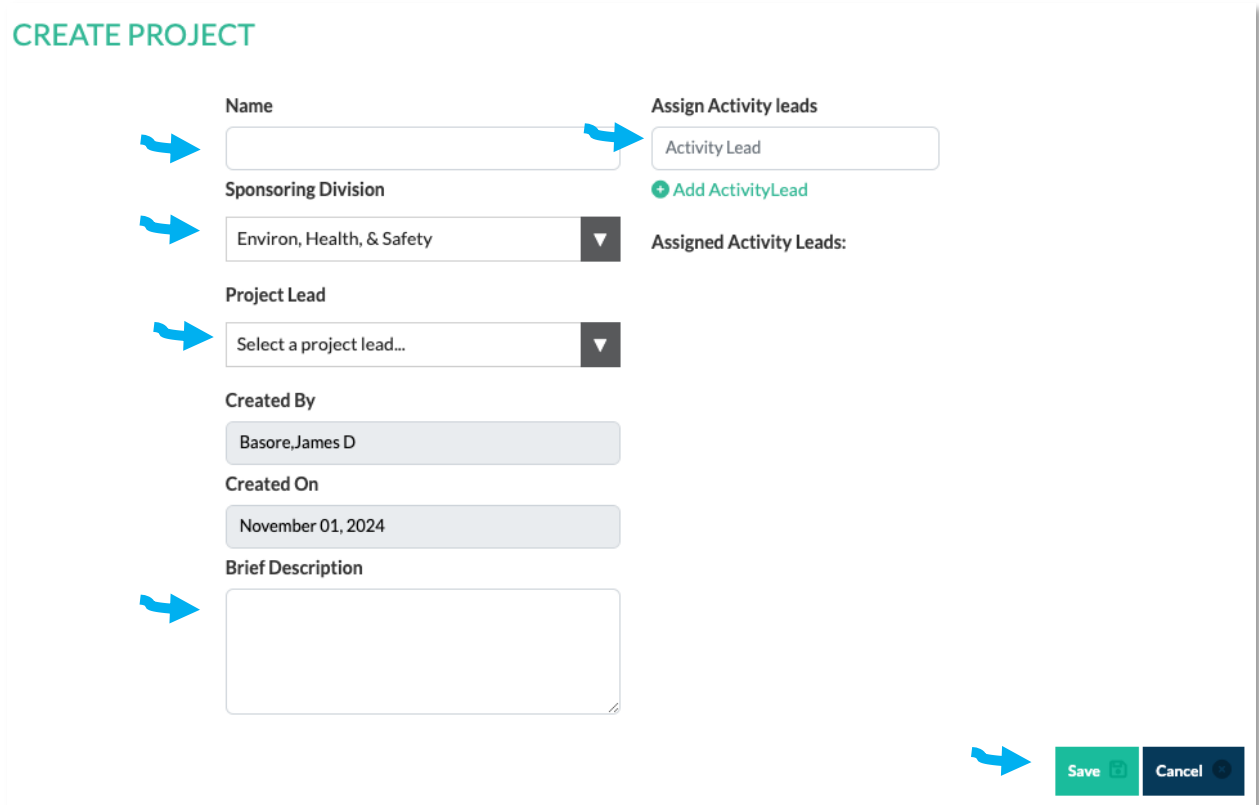 CREATE PROJECT
Name
Sponsoring Division
Environ, Health, & Safety
Project Lead
Select a project lead...
Created By
Basore,James D
Created On
November 01, 2024
Brief Description
Assign Activity leads
Activity Lead
Add ActivityLead
Assigned Activity Leads:
Save
Cancel